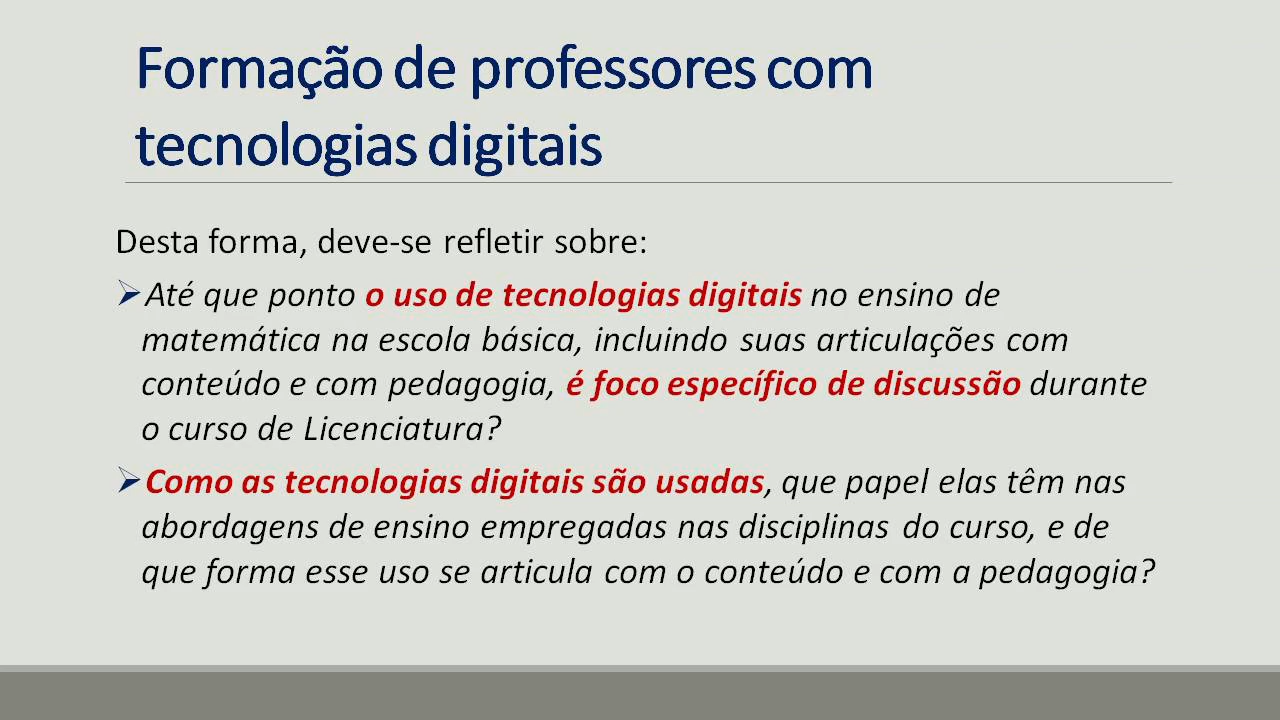 Formação de professores com
tecnologias digitais
Desta forma, deve-se refletir sobre:
Até que ponto o uso de tecnologias digitais no ensino de
matemática na escola básica, incluindo suas articulações com
conteúdo e com pedagogia, é foco específico de discussão durante
o curso de Licenciatura?
Como as tecnologias digitais são usadas, que papel elas têm nas
abordagens de ensino empregadas nas disciplinas do curso, e de
que forma esse uso se articula com o conteúdo e com a pedagogia?